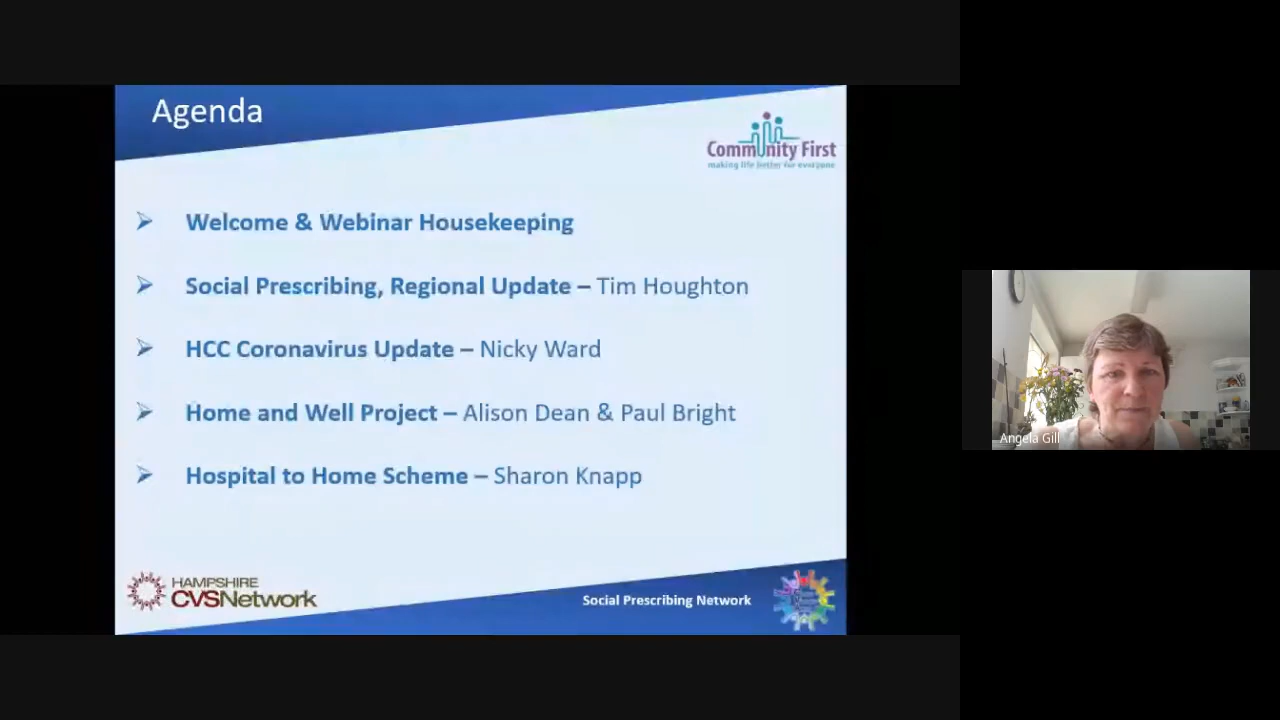 Agenda
Community First
making life better for everyone
➢ Welcome & Webinar Housekeeping
➢ Social Prescribing, Regional Update – Tim Houghton
➢ HCC Coronavirus Update – Nicky Ward
➢ Home and Well Project – Alison Dean & Paul Bright
➢ Hospital to Home Scheme – Sharon Knapp
Angela Gill
HAMPSHIRE
CVSNetwork
Social Prescribing Network